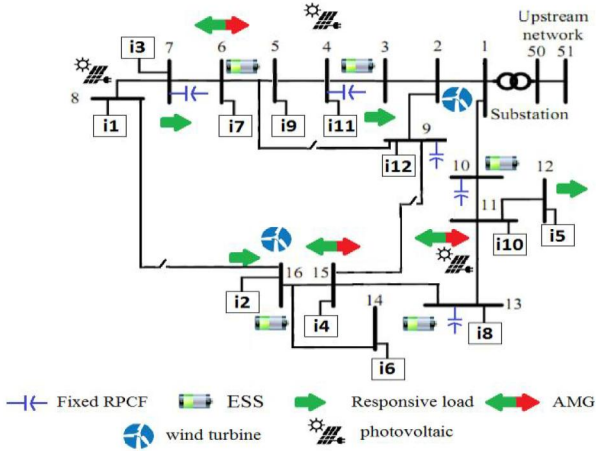 Upstream
network
i3 7 6 5 4 3 2 1 50 51
Substation
8 i1 i7 i9 i11 9
i12
10 12
11
i10 i5
16 15 14 13
i2 i4 i8
i6
Fixed RPCF ESS Responsive load AMG
wind turbine photovoltaic